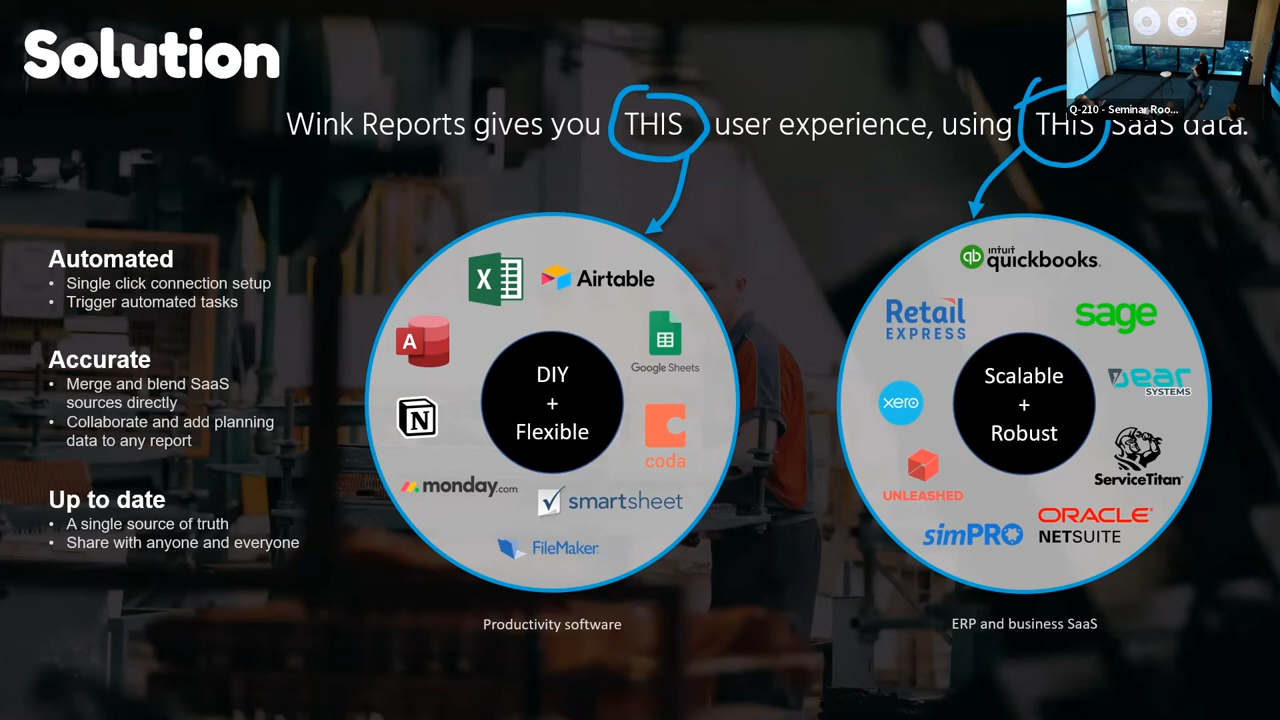 Solution
Q-210 - Seminar Roo...
Wink Reports gives you THIS user experience, using THIS SaaS data.
Automated
• Single click connection setup
• Trigger automated tasks
Accurate
• Merge and blend SaaS
sources directly
• Collaborate and add planning
data to any report
Up to date
• A single source of truth
• Share with anyone and everyone
X
Airtable
A
Google Sheets
N
coda
monday.com
smartsheet
FileMaker
DIY
+
Flexible
Productivity software
qb intuit quickbooks.
Retail
EXPRESS
sage
xero
Dear
SYSTEMS
UNLEASHED
ServiceTitan
simPRO
ORACLE
NETSUITE
Scalable
+
Robust
ERP and business SaaS